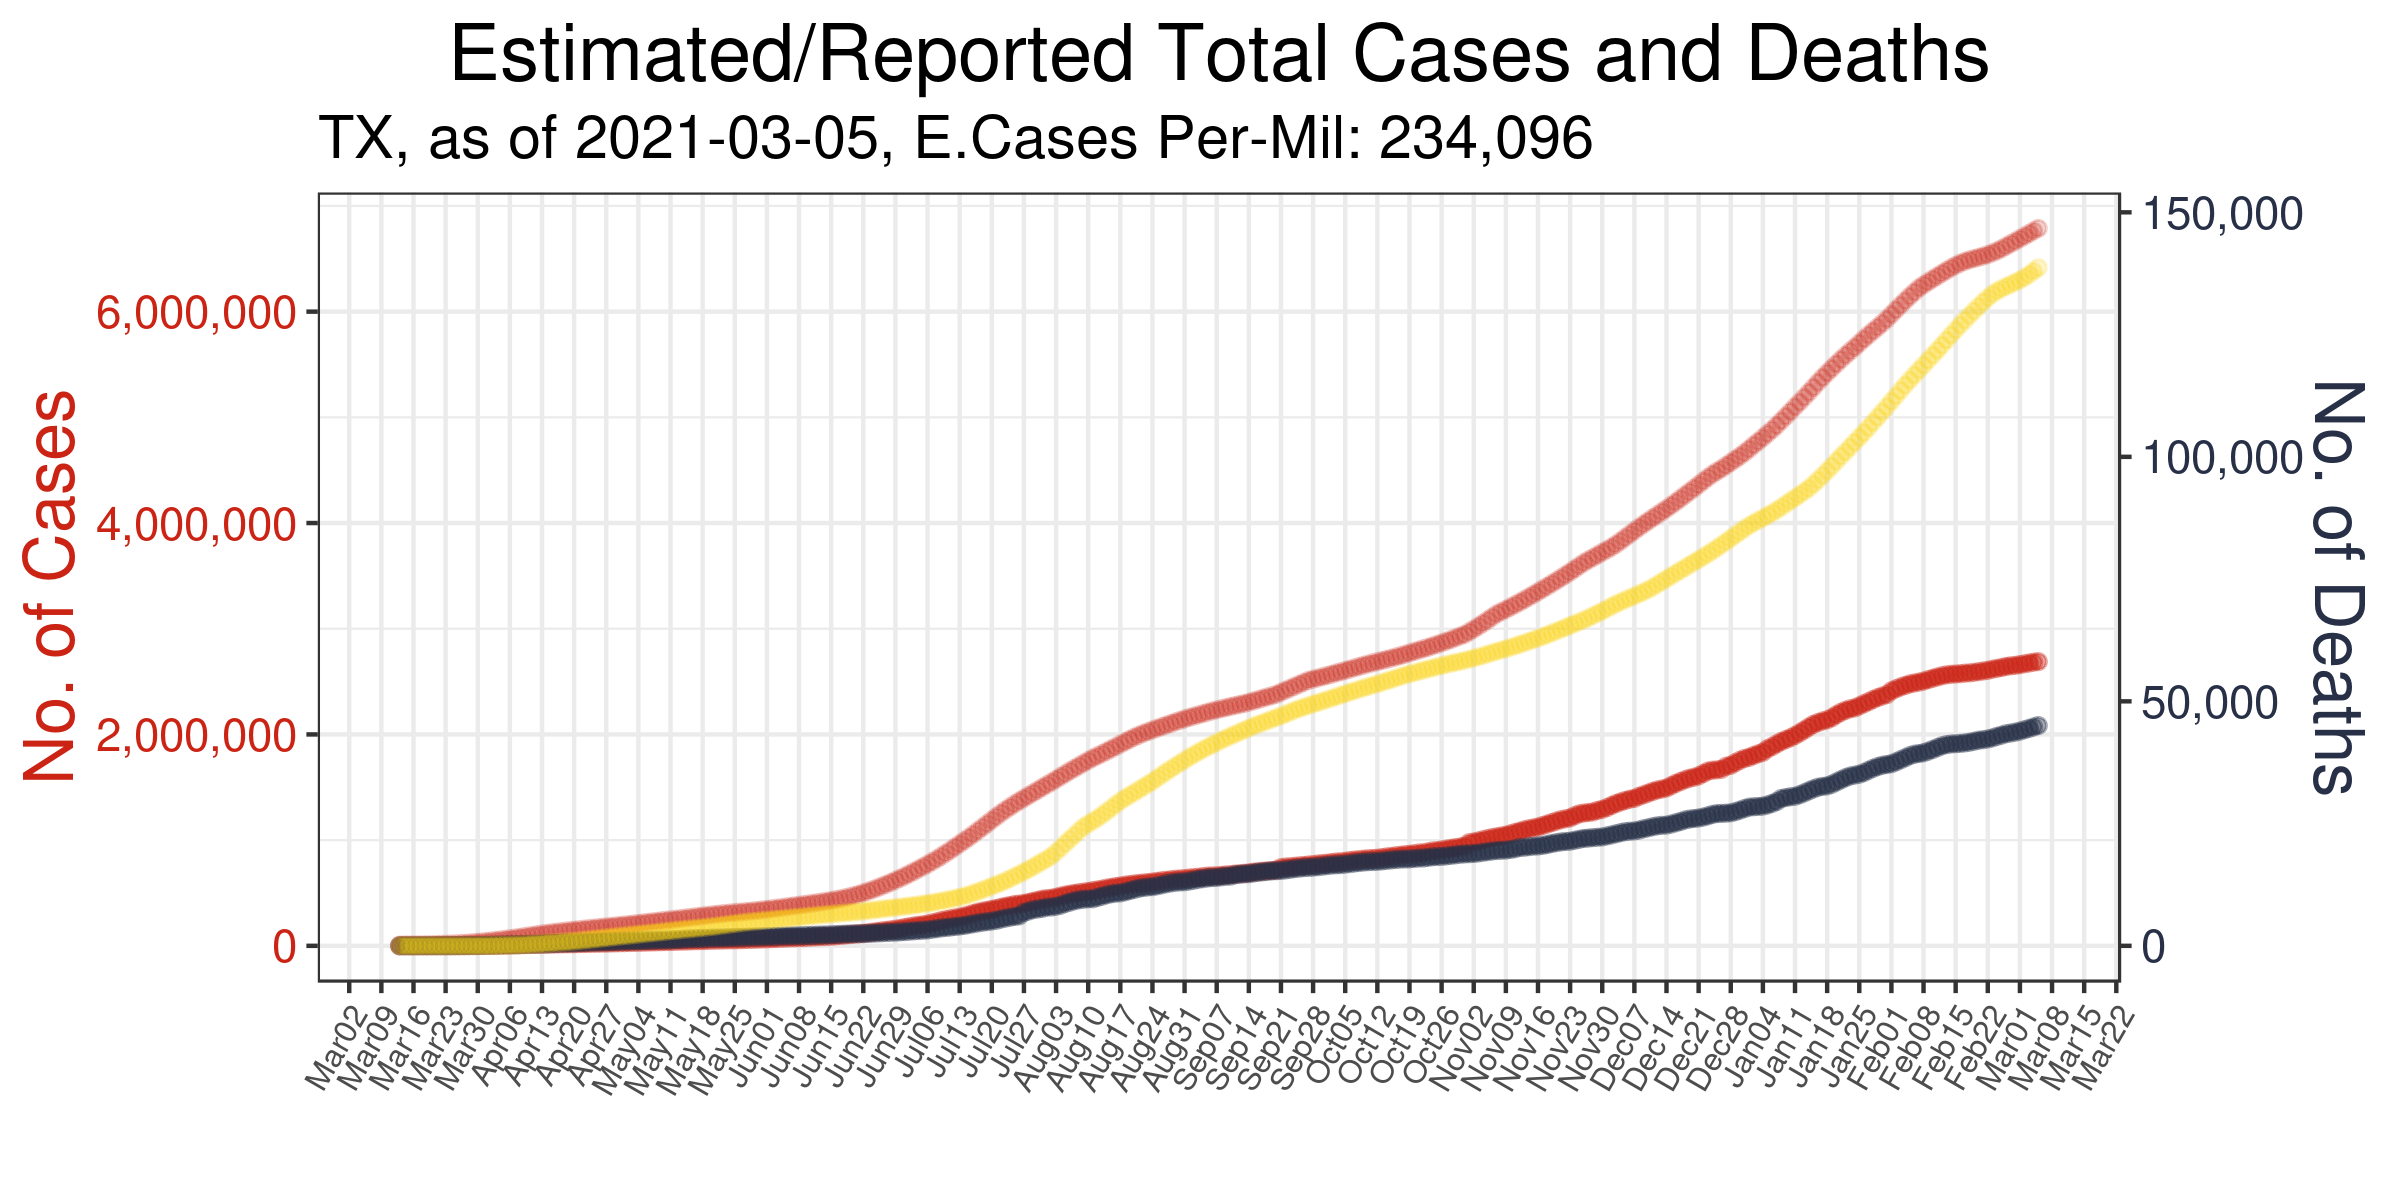 Estimated/Reported Total Cases and Deaths
TX, as of 2021-03-05, E.Cases Per-Mil: 234,096
No. of Cases
6,000,000
4,000,000
2,000,000
0
150,000
100,000
50,000
0
No. of Deaths
Mar02
Mar09
Mar16
Mar23
Mar30
Apr06
Apr13
Apr20
Apr27
May04
May11
May18
May25
Jun01
Jun08
Jun15
Jun22
Jun29
Jul06
Jul13
Jul20
Jul27
Aug03
Aug10
Aug17
Aug24
Aug31
Sep07
Sep14
Sep21
Sep28
Oct05
Oct12
Oct19
Oct26
Nov02
Nov09
Nov16
Nov23
Nov30
Dec07
Dec14
Dec21
Dec28
Jan04
Jan11
Jan18
Jan25
Feb01
Feb08
Feb15
Feb22
Mar01
Mar08
Mar15
Mar22